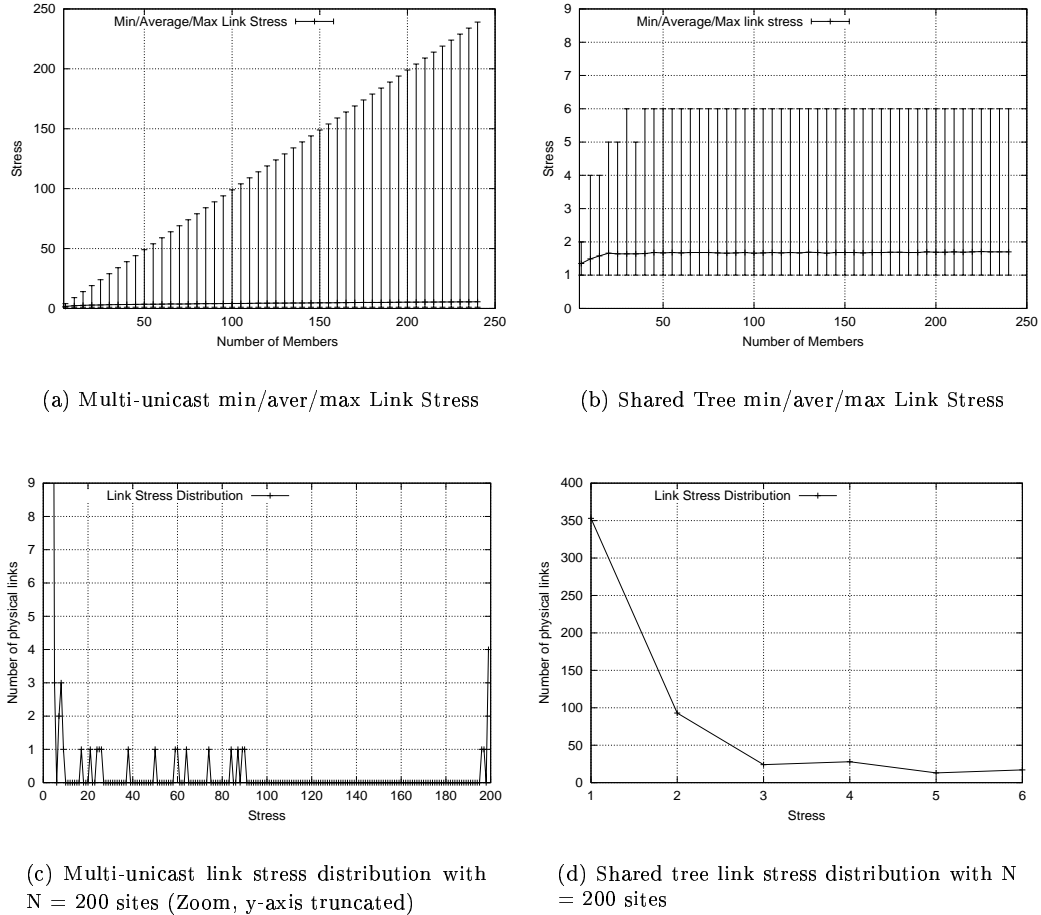 Min/Average/Max Link Stress
250
200
150
100
50
0
Stress
50 100 150 200 250
Number of Members
(a) Multi-unicast min/aver/max Link Stress
Min/Average/Max link stress
9
8
7
6
5
4
3
2
1
0
Stress
50 100 150 200 250
Number of Members
(b) Shared Tree min/aver/max Link Stress
Link Stress Distribution
9
8
7
6
5
4
3
2
1
0
Number of physical links
0 20 40 60 80 100 120 140 160 180 200
Stress
(c) Multi-unicast link stress distribution with
N = 200 sites (Zoom, y-axis truncated)
Link Stress Distribution
400
350
300
250
200
150
100
50
0
Number of physical links
1 2 3 4 5 6
Stress
(d) Shared tree link stress distribution with N
= 200 sites